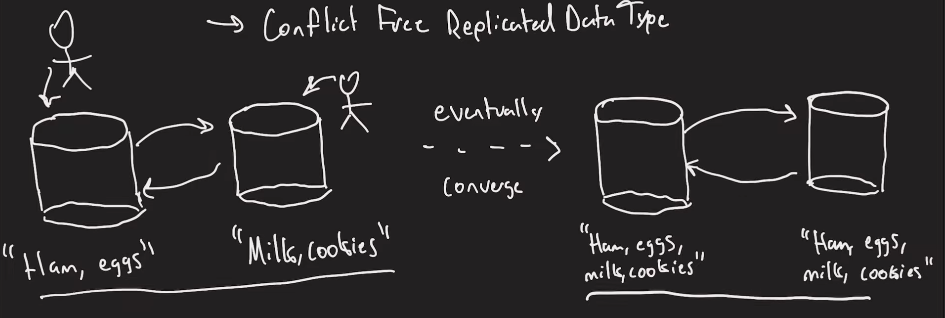 → Conflict Free Replicated Data Type
eventually
converge
"Ham, eggs"
"Milk, cookies"
"Ham, eggs,
milk, cookies"
"Ham, eggs,
milk, cookies"